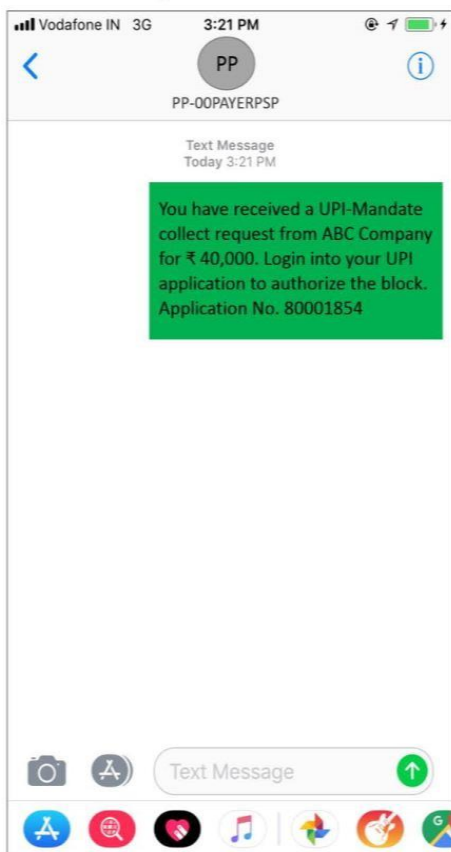 Vodafone IN 3G 3:21 PM
PP
PP-00PAYERPSP
Text Message
Today 3:21 PM
You have received a UPI-Mandate
collect request from ABC Company
for ₹ 40,000. Login into your UPI
application to authorize the block.
Application No. 80001854
Text Message
G